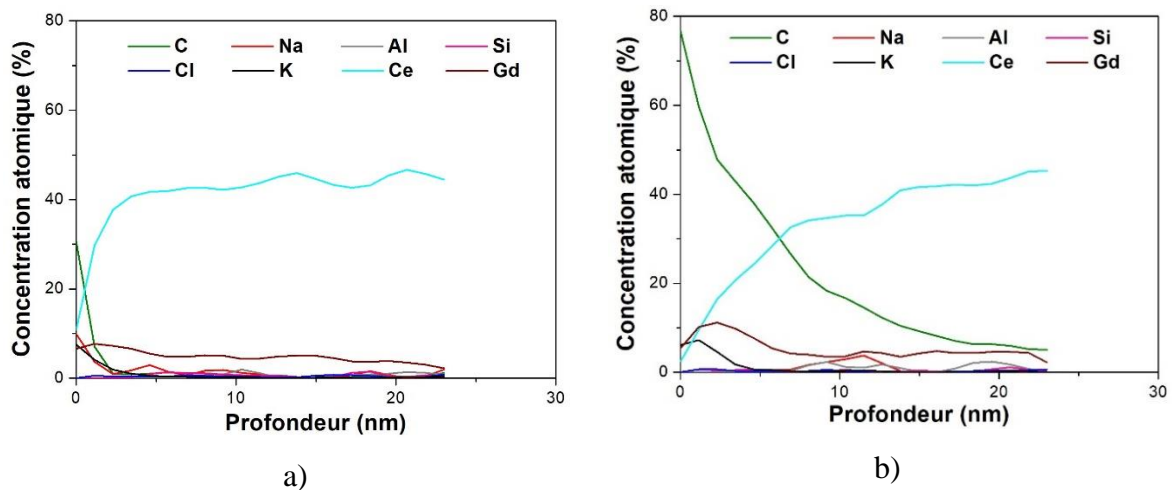 80
60
40
20
0
Concentration atomique (%)
C Na Al Si
Cl K Ce Gd
0 10 20 30
Profondeur (nm)
a)
80
60
40
20
0
Concentration atomique (%)
C Na Al Si
Cl K Ce Gd
0 10 20 30
Profondeur (nm)
b)